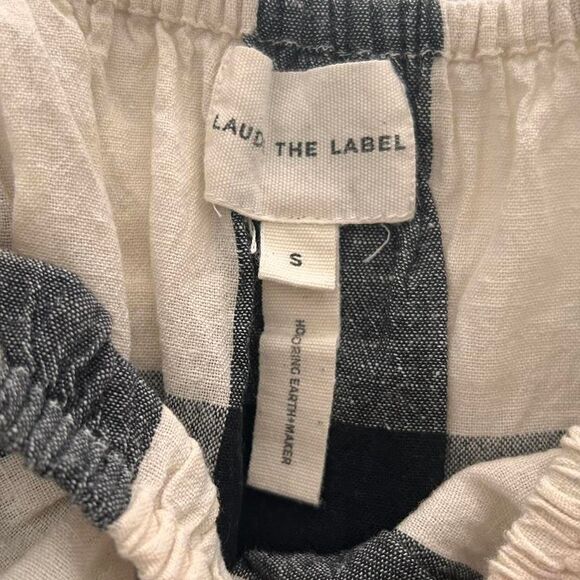 LAUDE THE LABEL
S
HONORING EARTH+MAKER